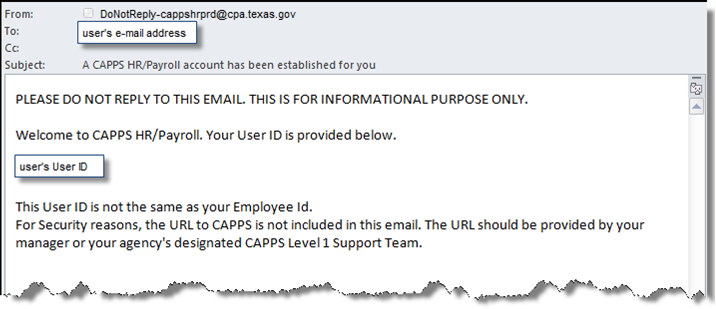 From: DoNotReply-cappshrprd@cpa.texas.gov
To: user's e-mail address
Cc:
Subject: A CAPPS HR/Payroll account has been established for you
PLEASE DO NOT REPLY TO THIS EMAIL. THIS IS FOR INFORMATIONAL PURPOSE ONLY.
Welcome to CAPPS HR/Payroll. Your User ID is provided below.
user's User ID
This User ID is not the same as your Employee Id.
For Security reasons, the URL to CAPPS is not included in this email. The URL should be provided by your
manager or your agency's designated CAPPS Level 1 Support Team.